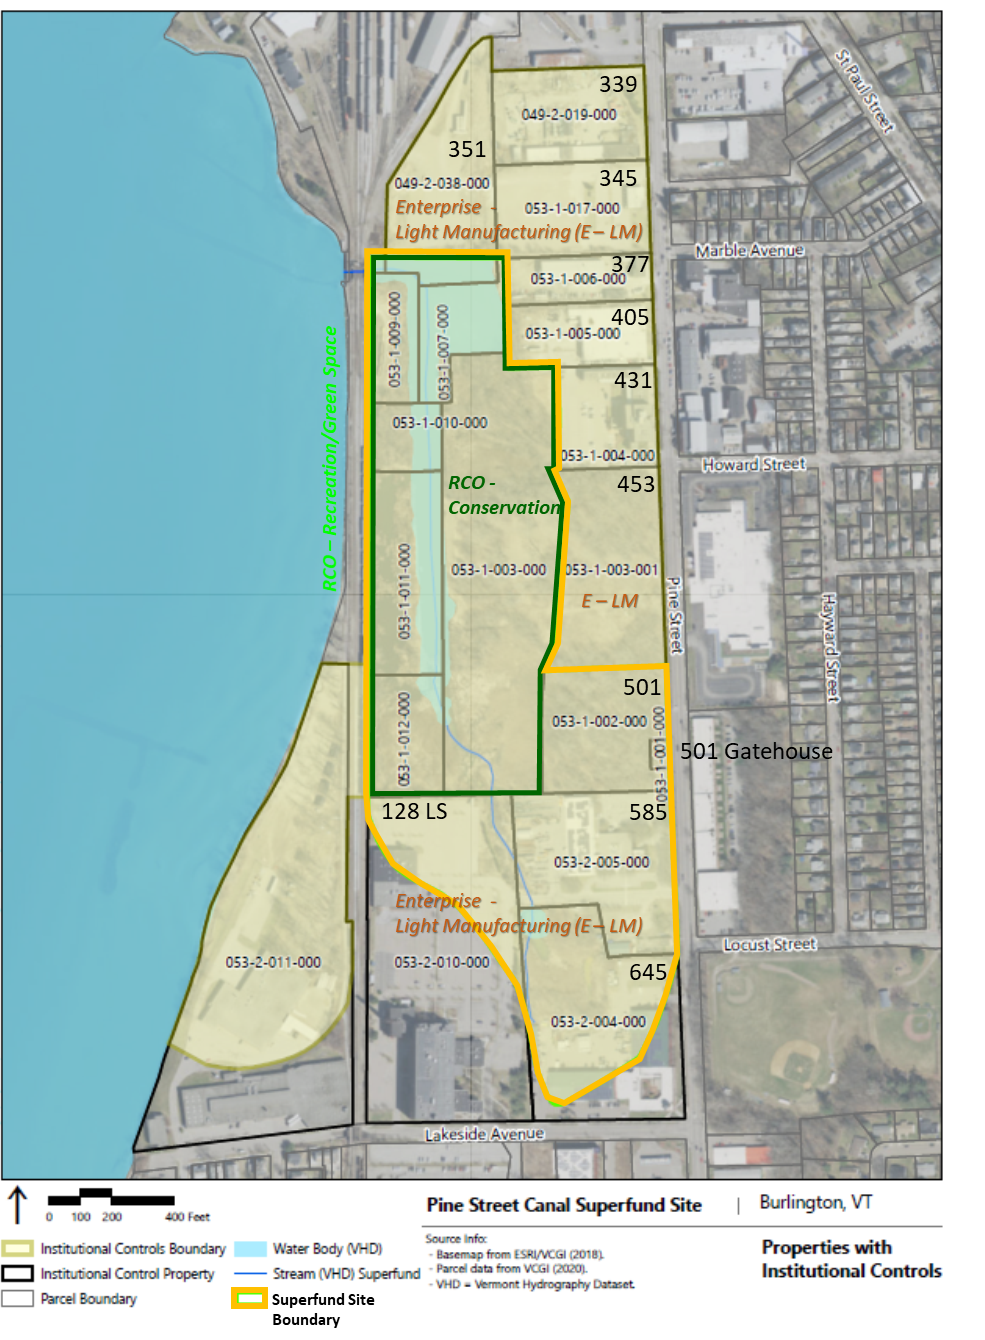 St Paul Street
339
049-2-019-000
351
345
049-2-038-000
053-1-017-000
Enterprise -
Light Manufacturing (E – LM)
Marble Avenue
377
053-1-006-000
405
053-1-005-000
053-1-009-000
053-1-007-000
RCO – Recreation/Green Space
431
053-1-010-000
053-1-004-000
Howard Street
RCO -
Conservation
453
053-1-011-000
053-1-003-000
053-1-003-001
E – LM
Pine Street
Hayward Street
501
053-1-002-000
053-1-001-000
053-1-012-000
501 Gatehouse
128 LS
585
053-2-005-000
Enterprise -
Light Manufacturing (E – LM)
Locust Street
053-2-011-000
053-2-010-000
645
053-2-004-000
Lakeside Avenue
0 100 200 400 Feet
Pine Street Canal Superfund Site | Burlington, VT
Source Info:
- Basemap from ESRI/VCGI (2018).
- Parcel data from VCGI (2020).
- VHD = Vermont Hydrography Dataset.
Properties with
Institutional Controls
Institutional Controls Boundary
Institutional Control Property
Parcel Boundary
Water Body (VHD)
Stream (VHD) Superfund
Superfund Site
Boundary